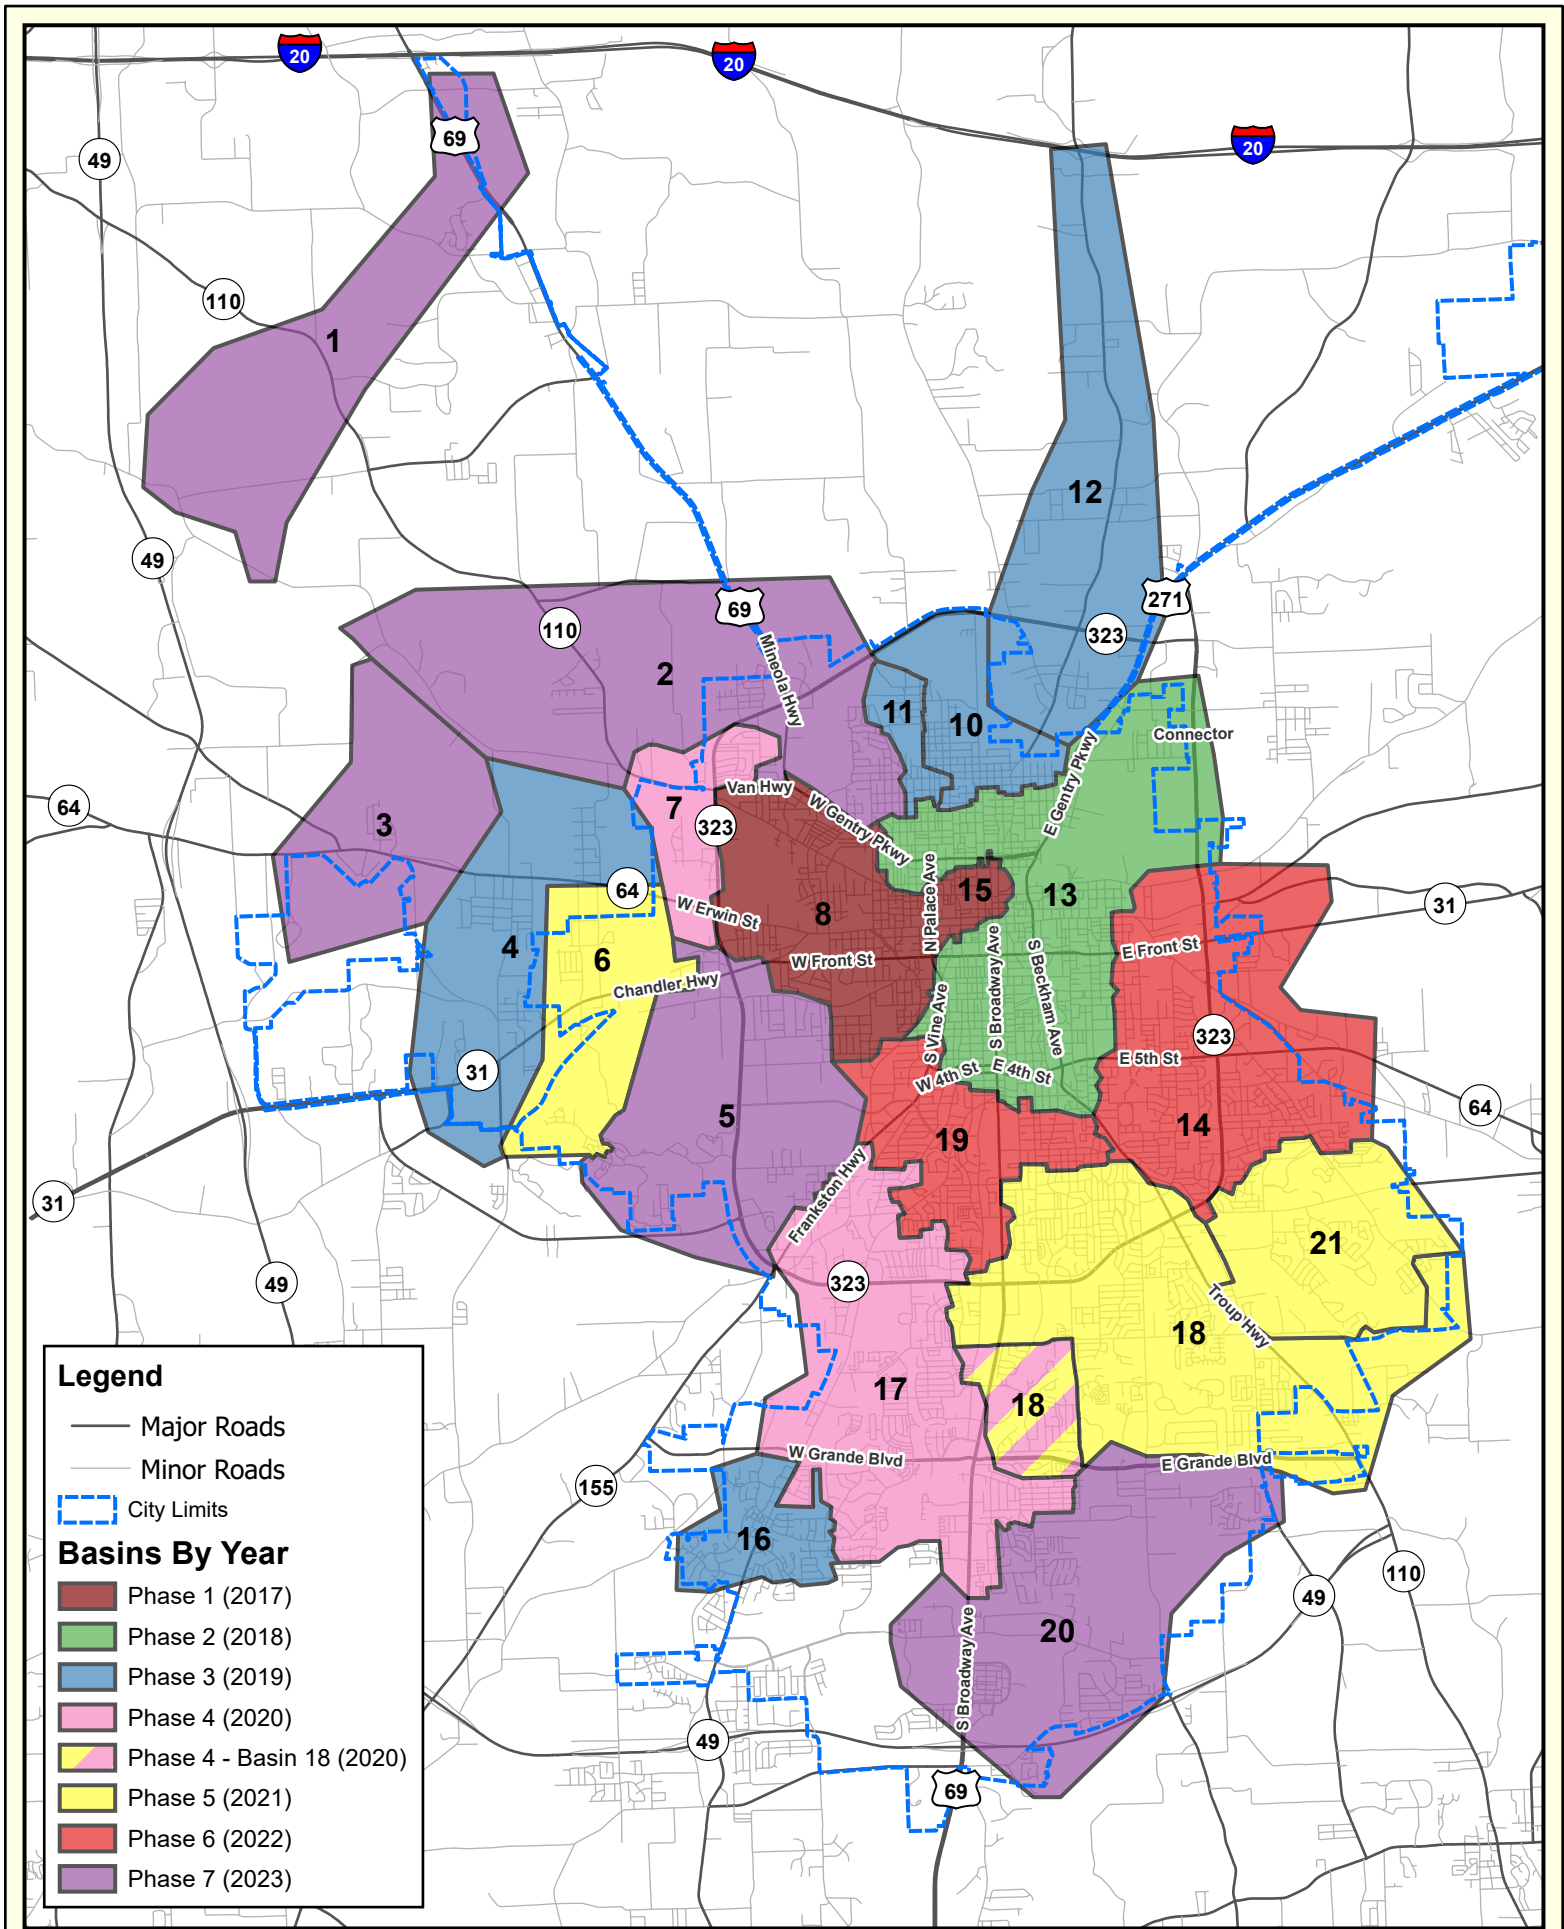 20
20
69
49
20
110
1
12
49
271
69
110
323
Mineola Hwy
2
11
10
Connector
E Gentry Pkwy
Van Hwy
64
7
W Gentry Pkwy
3
323
64
15
13
N Palace Ave
31
W Erwin St
8
4
6
W Front St
E Front St
Chandler Hwy
S Broadway Ave
S Beckham Ave
S Vine Ave
323
E 5th St
31
W 4th St
E 4th St
64
5
14
19
31
Frankston Hwy
21
49
323
Troup Hwy
18
17
18
W Grande Blvd
E Grande Blvd
155
16
110
49
20
S Broadway Ave
49
69
Legend
Major Roads
Minor Roads
City Limits
Basins By Year
Phase 1 (2017)
Phase 2 (2018)
Phase 3 (2019)
Phase 4 (2020)
Phase 4 - Basin 18 (2020)
Phase 5 (2021)
Phase 6 (2022)
Phase 7 (2023)